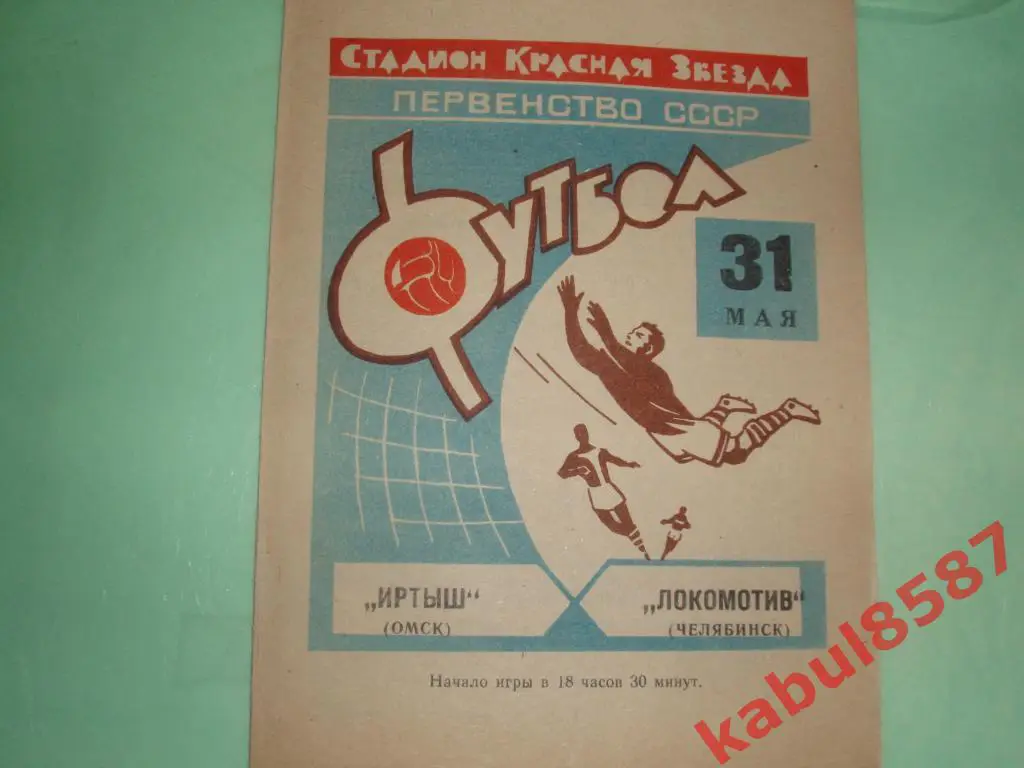 СТАДИОН КРАСНАЯ ЗВЕЗДА
ПЕРВЕНСТВО СССР
ФУТБОЛ
31
МАЯ
„ИРТЫШ" „ЛОКОМОТИВ"
(ОМСК) (ЧЕЛЯБИНСК)
Начало игры в 18 часов 30 минут.
kabul8587